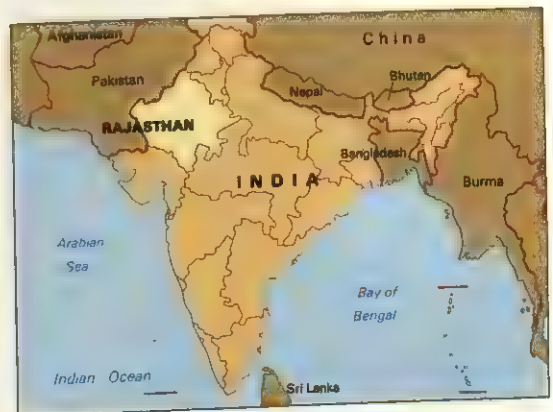 Afghanistan
China
Pakistan
Nepal
Bhutan
RAJASTHAN
Bangladesh
INDIA
Burma
Arabian
Sea
Bay of
Bengal
Indian Ocean
Sri Lanka